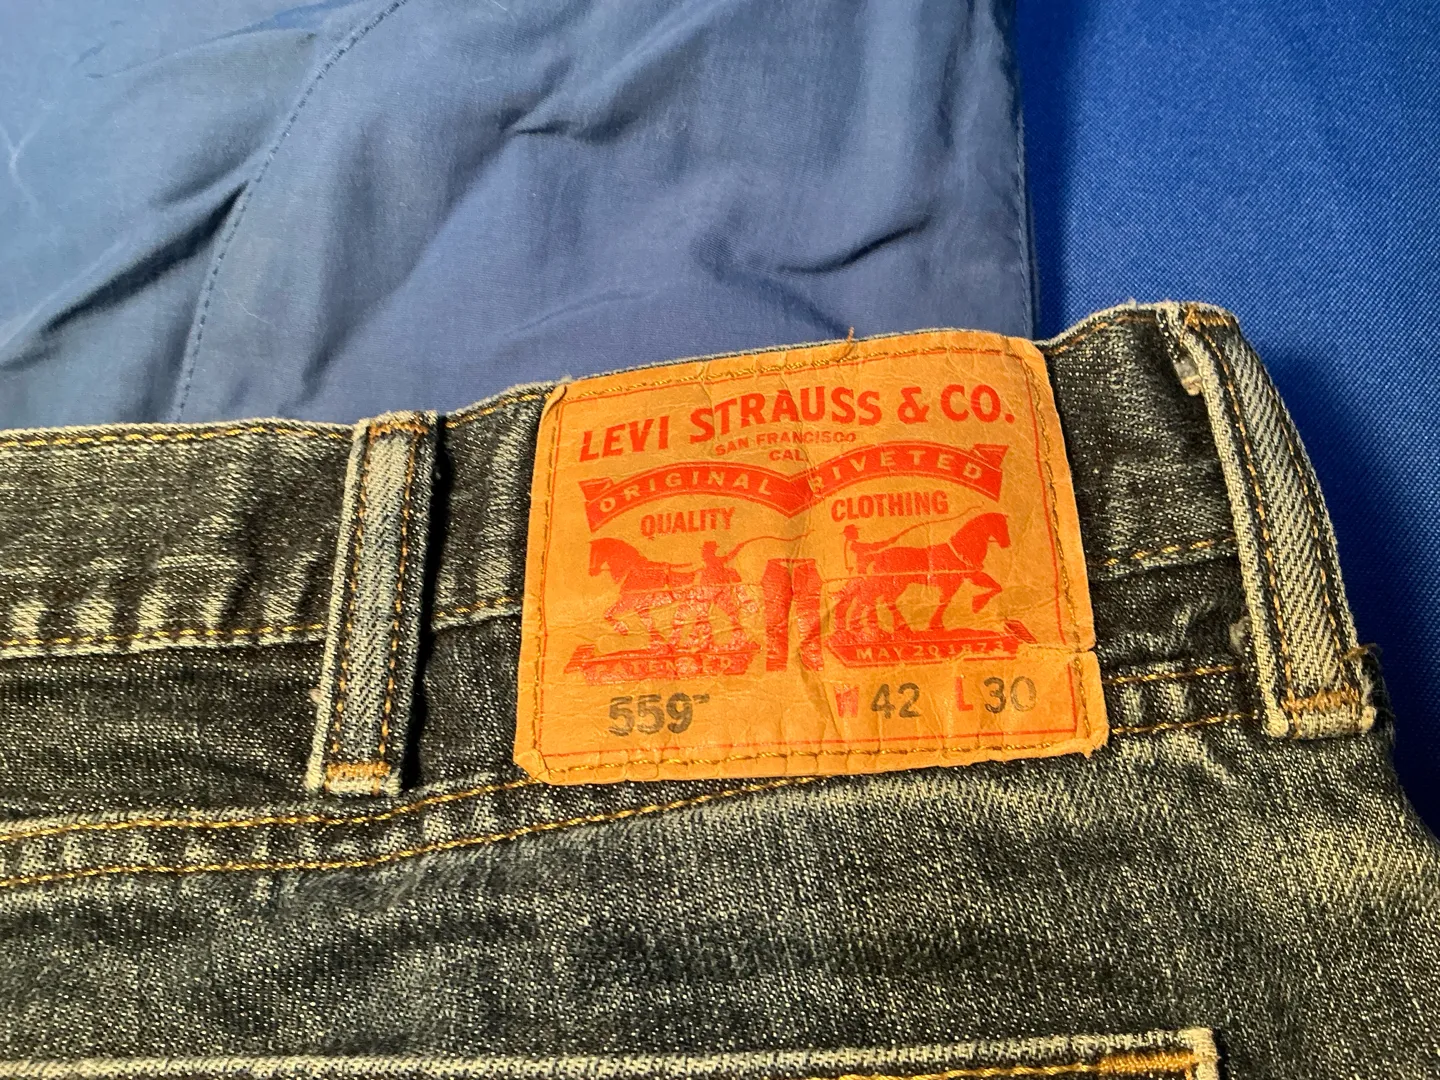 LEVI STRAUSS & CO.
SAN FRANCISCO
CAL.
ORIGINAL RIVETED
QUALITY CLOTHING
PATENTED MAY 20 1873
559™ W 42 L 30